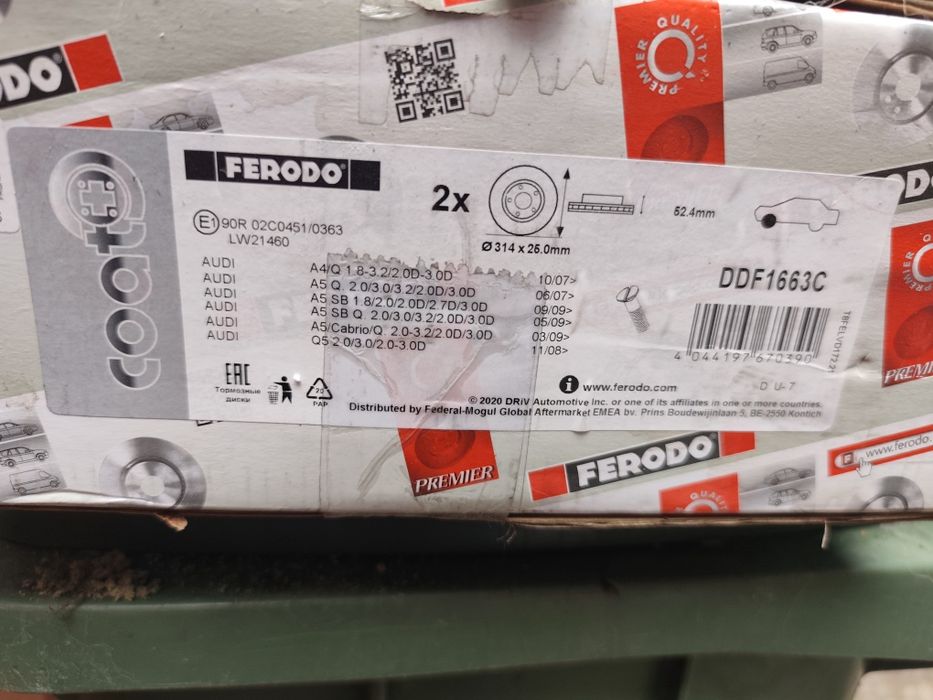 FERODO
PREMIER QUALITY
FERODO
2x
Ø 314 x 25.0mm
52.4mm
E1 90R 02C0451/0363
LW21460
coat+
AUDI A4/Q 1.8-3.2/2.0D-3.0D 10/07>
AUDI A5 Q. 2.0/3.0/3.2/2.0D/3.0D 06/07>
AUDI A5 SB 1.8/2.0/2.0D/2.7D/3.0D 09/09>
AUDI A5 SB Q. 2.0/3.0/3.2/2.0D/3.0D 05/09>
AUDI A5/Cabrio/Q. 2.0-3.2/2.0D/3.0D 03/09>
AUDI Q5 2.0/3.0/2.0-3.0D 11/08>
DDF1663C
4 044197 670390
D U-7
EAC
Тормозные
диски
PAP
i www.ferodo.com
© 2020 DRiV Automotive Inc. or one of its affiliates in one or more countries.
Distributed by Federal-Mogul Global Aftermarket EMEA bv. Prins Boudewijnlaan 5, BE-2550 Kontich
PREMIER
FERODO
www.ferodo.